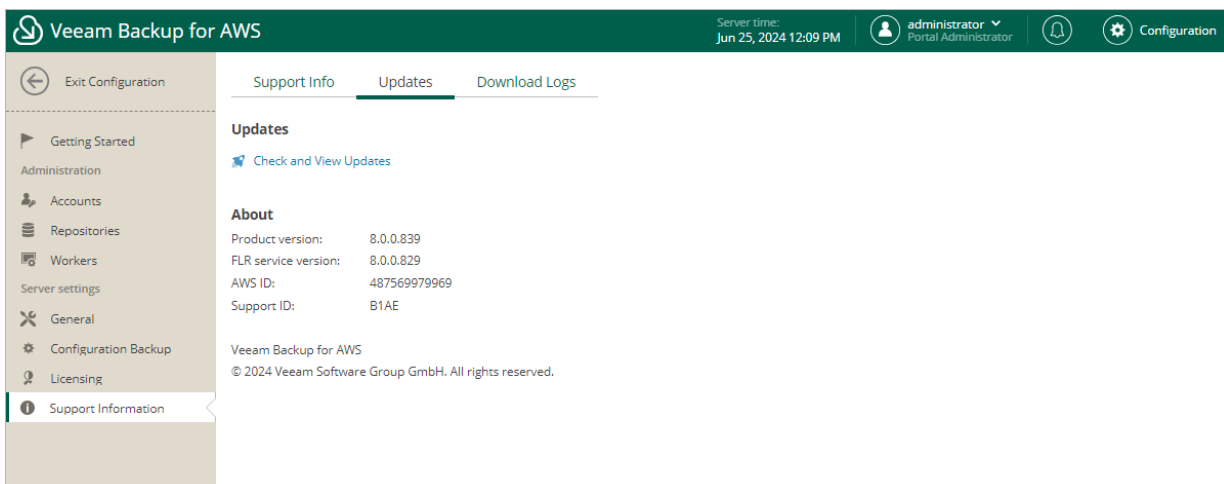 Veeam Backup for AWS
Server time:
Jun 25, 2024 12:09 PM
administrator
Portal Administrator
Configuration
Exit Configuration
Getting Started
Administration
Accounts
Repositories
Workers
Server settings
General
Configuration Backup
Licensing
Support Information
Support Info Updates Download Logs
Updates
Check and View Updates
About
Product version: 8.0.0.839
FLR service version: 8.0.0.829
AWS ID: 487569979969
Support ID: B1AE
Veeam Backup for AWS
© 2024 Veeam Software Group GmbH. All rights reserved.